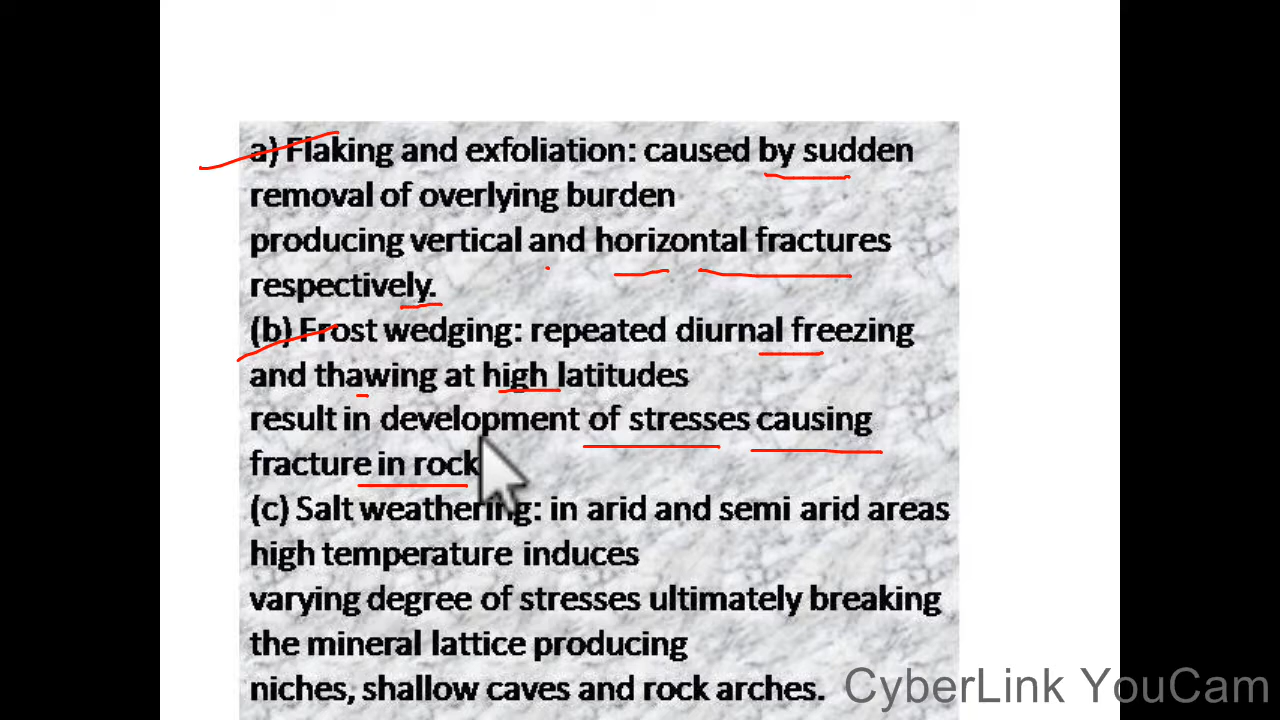 a) Flaking and exfoliation: caused by sudden
removal of overlying burden
producing vertical and horizontal fractures
respectively.
(b) Frost wedging: repeated diurnal freezing
and thawing at high latitudes
result in development of stresses causing
fracture in rock
(c) Salt weathering: in arid and semi arid areas
high temperature induces
varying degree of stresses ultimately breaking
the mineral lattice producing
niches, shallow caves and rock arches.
CyberLink YouCam